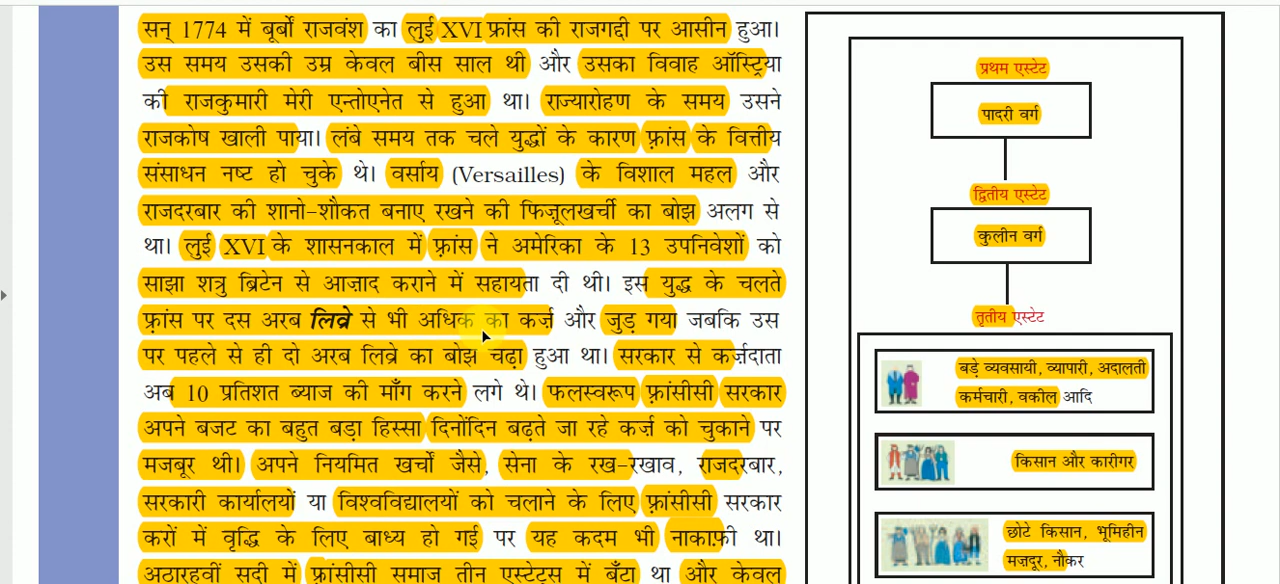 सन् 1774 में बूर्बों राजवंश का लुई XVI फ़्रांस की राजगद्दी पर आसीन हुआ।
उस समय उसकी उम्र केवल बीस साल थी और उसका विवाह ऑस्ट्रिया
की राजकुमारी मेरी एन्तोएनेत से हुआ था। राज्यारोहण के समय उसने
राजकोष खाली पाया। लंबे समय तक चले युद्धों के कारण फ़्रांस के वित्तीय
संसाधन नष्ट हो चुके थे। वर्साय (Versailles) के विशाल महल और
राजदरबार की शानो-शौकत बनाए रखने की फिजूलखर्ची का बोझ अलग से
था। लुई XVI के शासनकाल में फ़्रांस ने अमेरिका के 13 उपनिवेशों को
साझा शत्रु ब्रिटेन से आज़ाद कराने में सहायता दी थी। इस युद्ध के चलते
फ़्रांस पर दस अरब लिव्रे से भी अधिक का कर्ज़ और जुड़ गया जबकि उस
पर पहले से ही दो अरब लिव्रे का बोझ चढ़ा हुआ था। सरकार से कर्ज़दाता
अब 10 प्रतिशत ब्याज की माँग करने लगे थे। फलस्वरूप फ़्रांसीसी सरकार
अपने बजट का बहुत बड़ा हिस्सा दिनोंदिन बढ़ते जा रहे कर्ज़ को चुकाने पर
मजबूर थी। अपने नियमित खर्चों जैसे, सेना के रख-रखाव, राजदरबार,
सरकारी कार्यालयों या विश्वविद्यालयों को चलाने के लिए फ़्रांसीसी सरकार
करों में वृद्धि के लिए बाध्य हो गई पर यह कदम भी नाकाफ़ी था।
अठारहवीं सदी में फ़्रांसीसी समाज तीन एस्टेट्स में बँटा था और केवल
प्रथम एस्टेट
पादरी वर्ग
द्वितीय एस्टेट
कुलीन वर्ग
तृतीय एस्टेट
बड़े व्यवसायी, व्यापारी, अदालती
कर्मचारी, वकील आदि
किसान और कारीगर
छोटे किसान, भूमिहीन
मज़दूर, नौकर